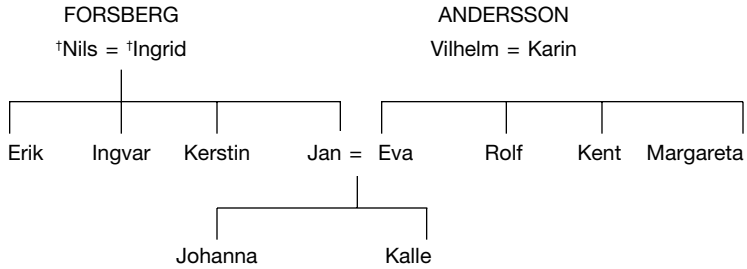 FORSBERG ANDERSSON
†Nils = †Ingrid Vilhelm = Karin
Erik Ingvar Kerstin Jan = Eva Rolf Kent Margareta
Johanna Kalle